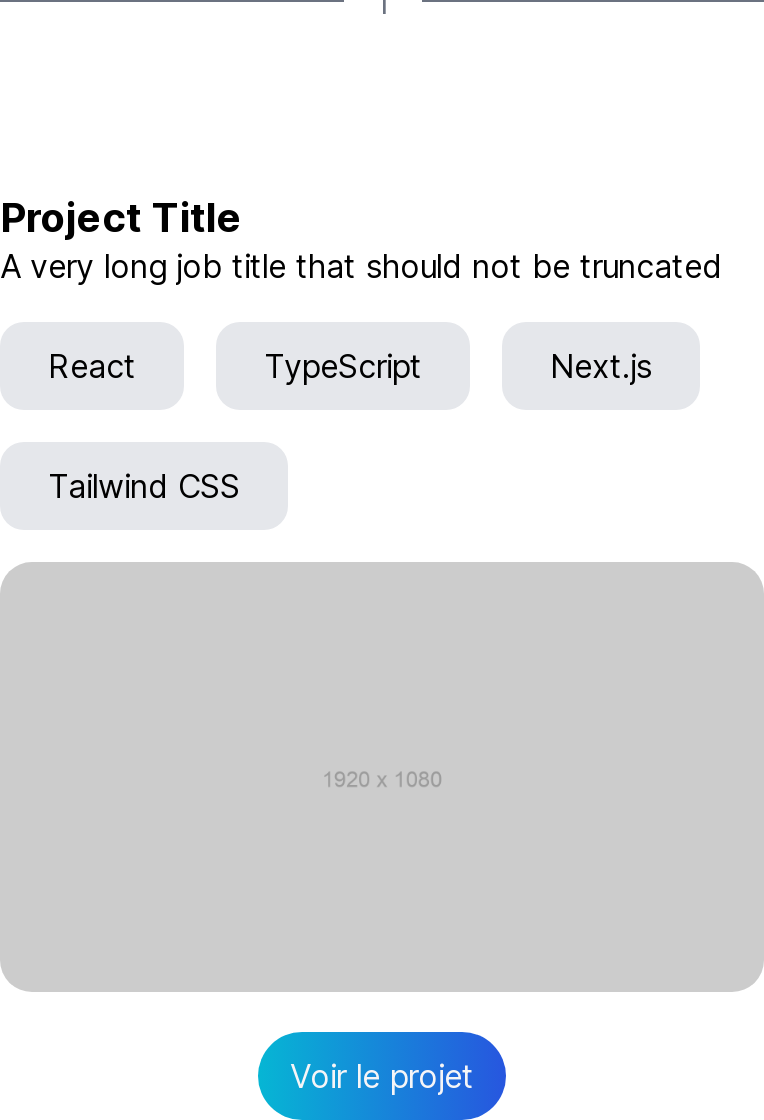 Project Title
A very long job title that should not be truncated
React TypeScript Next.js
Tailwind CSS
1920 x 1080
Voir le projet